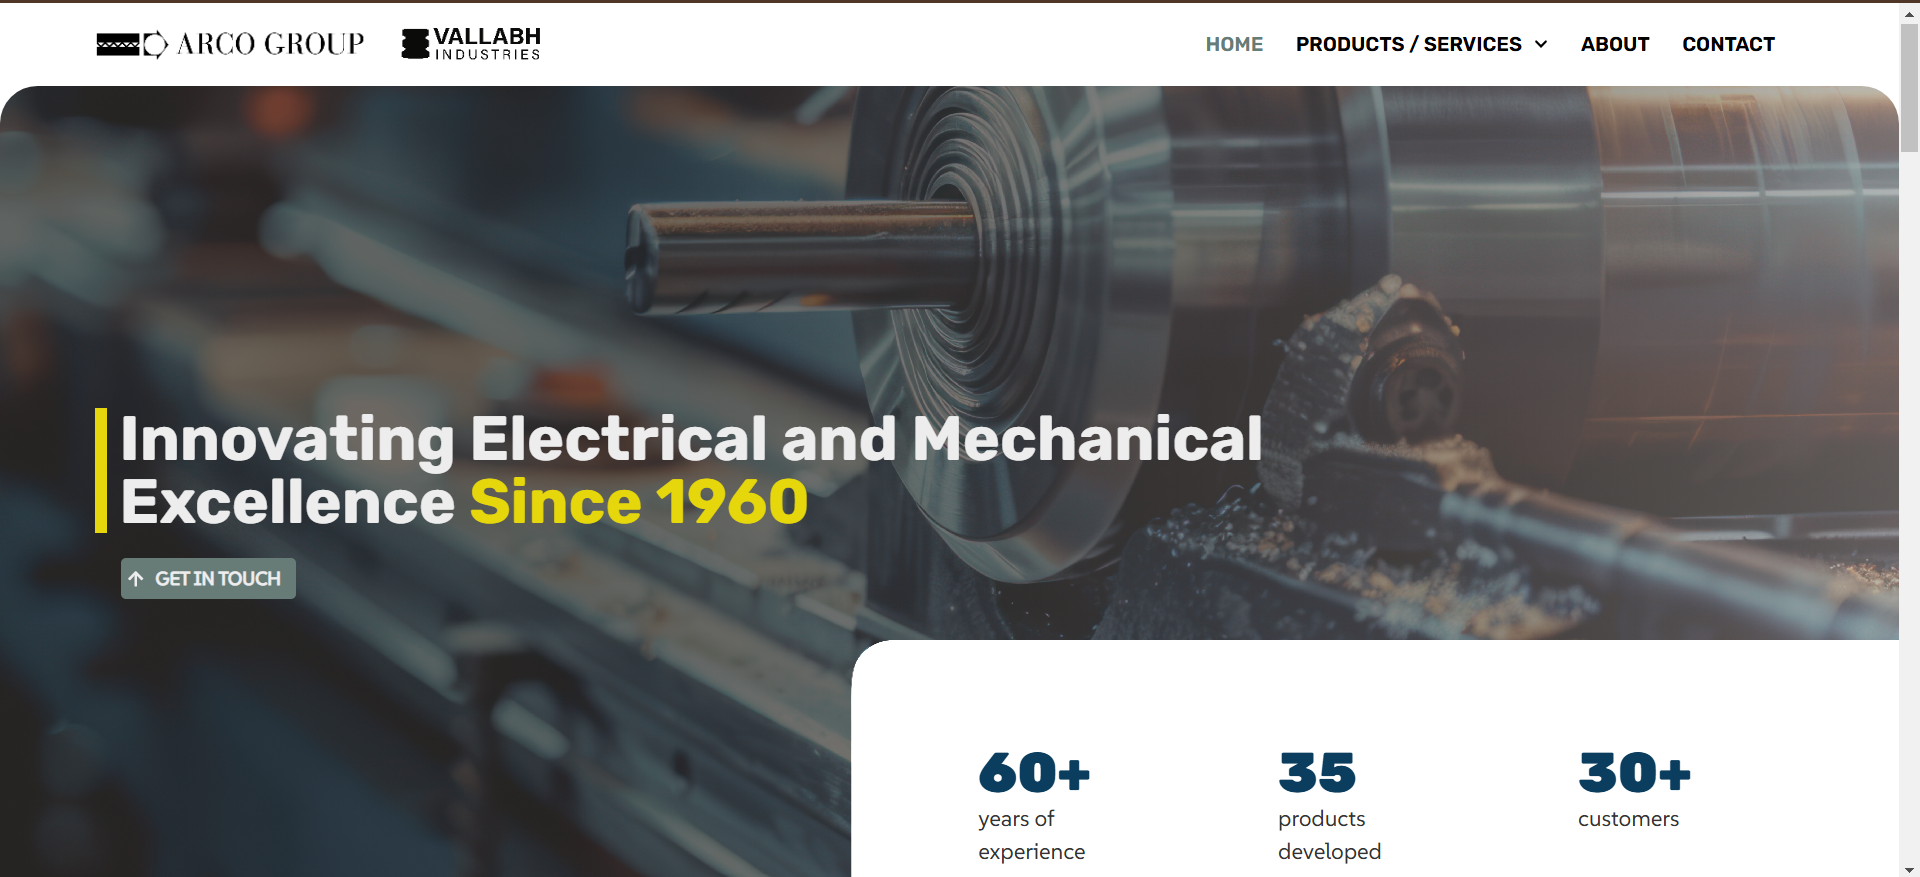 ARCO GROUP
VALLABH
INDUSTRIES
HOME
PRODUCTS / SERVICES
ABOUT
CONTACT
Innovating Electrical and Mechanical
Excellence Since 1960
GET IN TOUCH
60+
years of
experience
35
products
developed
30+
customers